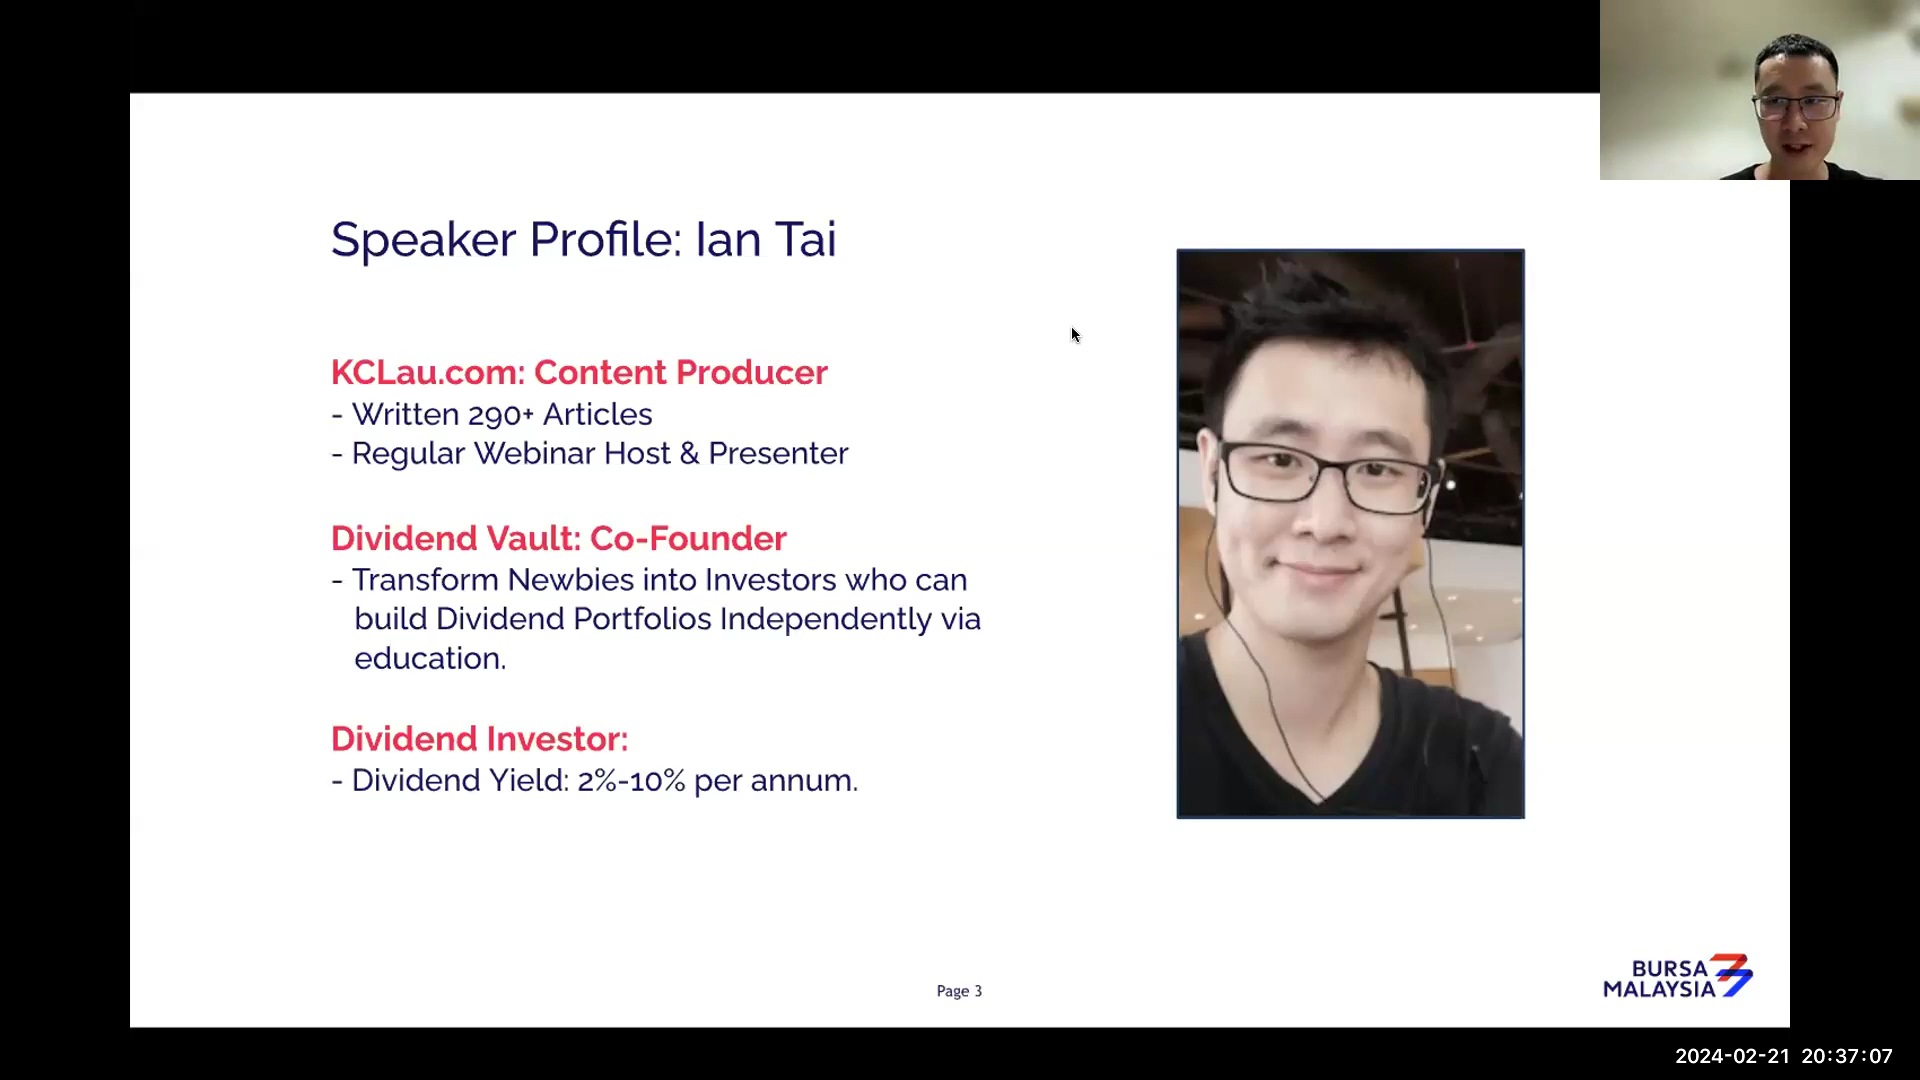 Speaker Profile: Ian Tai
KCLau.com: Content Producer
- Written 290+ Articles
- Regular Webinar Host & Presenter
Dividend Vault: Co-Founder
- Transform Newbies into Investors who can
build Dividend Portfolios Independently via
education.
Dividend Investor:
- Dividend Yield: 2%-10% per annum.
Page 3
BURSA
MALAYSIA
2024-02-21 20:37:07